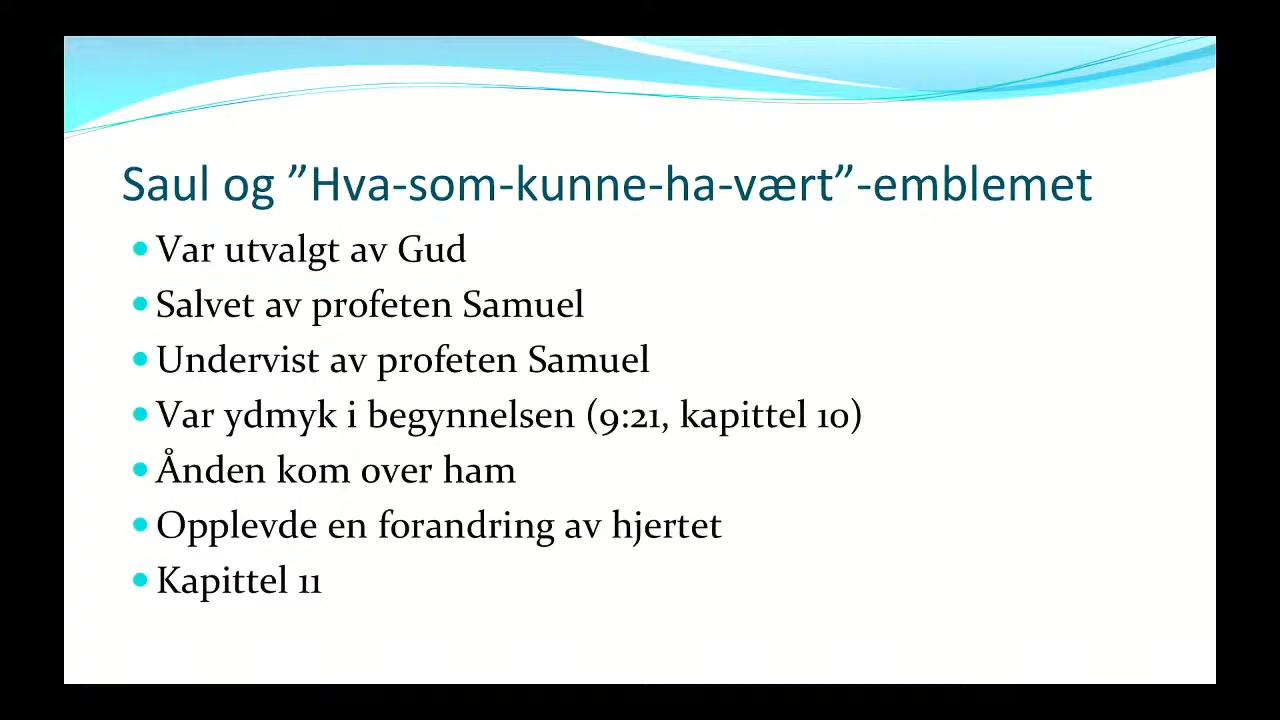 Saul og ”Hva-som-kunne-ha-vært”-emblemet
Var utvalgt av Gud
Salvet av profeten Samuel
Undervist av profeten Samuel
Var ydmyk i begynnelsen (9:21, kapittel 10)
Ånden kom over ham
Opplevde en forandring av hjertet
Kapittel 11